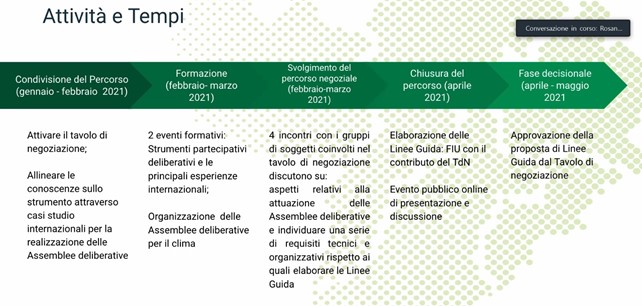 Attività e Tempi
Conversazione in corso: Rosan...
Condivisione del Percorso
(gennaio - febbraio 2021)
Formazione
(febbraio- marzo
2021)
Svolgimento del
percorso negoziale
(febbraio-marzo
2021)
Chiusura del
percorso (aprile
2021)
Fase decisionale
(aprile - maggio
2021
Attivare il tavolo di
negoziazione;
Allineare le
conoscenze sullo
strumento attraverso
casi studio
internazionali per la
realizzazione delle
Assemblee deliberative
2 eventi formativi:
Strumenti partecipativi
deliberativi e le
principali esperienze
internazionali;
Organizzazione delle
Assemblee deliberative
per il clima
4 incontri con i gruppi
di soggetti coinvolti nel
tavolo di negoziazione
discutono su:
aspetti relativi alla
attuazione delle
Assemblee deliberative
e individuare una serie
di requisiti tecnici e
organizzativi rispetto ai
quali elaborare le Linee
Guida
Elaborazione delle
Linee Guida: FIU con il
contributo del TdN
Evento pubblico online
di presentazione e
discussione
Approvazione della
proposta di Linee
Guida dal Tavolo di
negoziazione